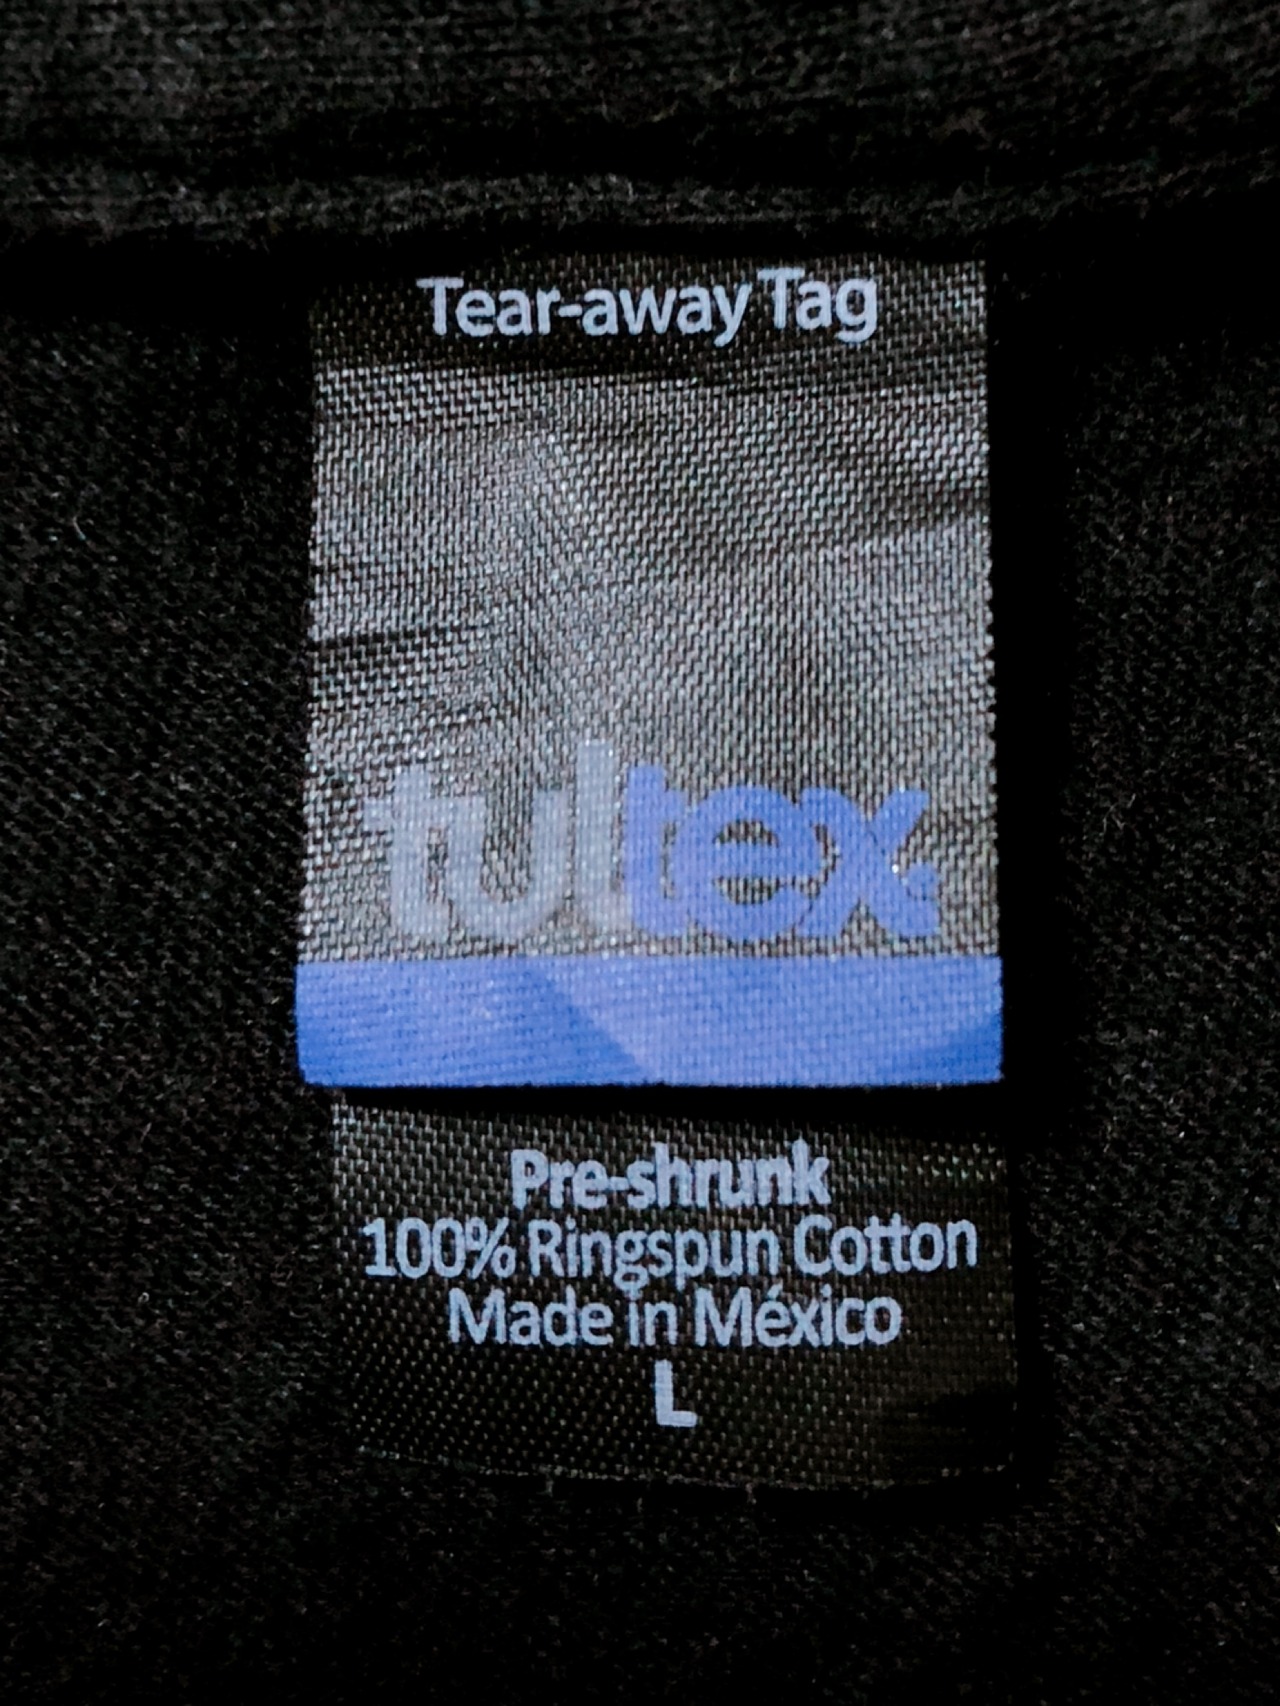 Tear-away Tag
tultex.
Pre-shrunk
100% Ringspun Cotton
Made in México
L